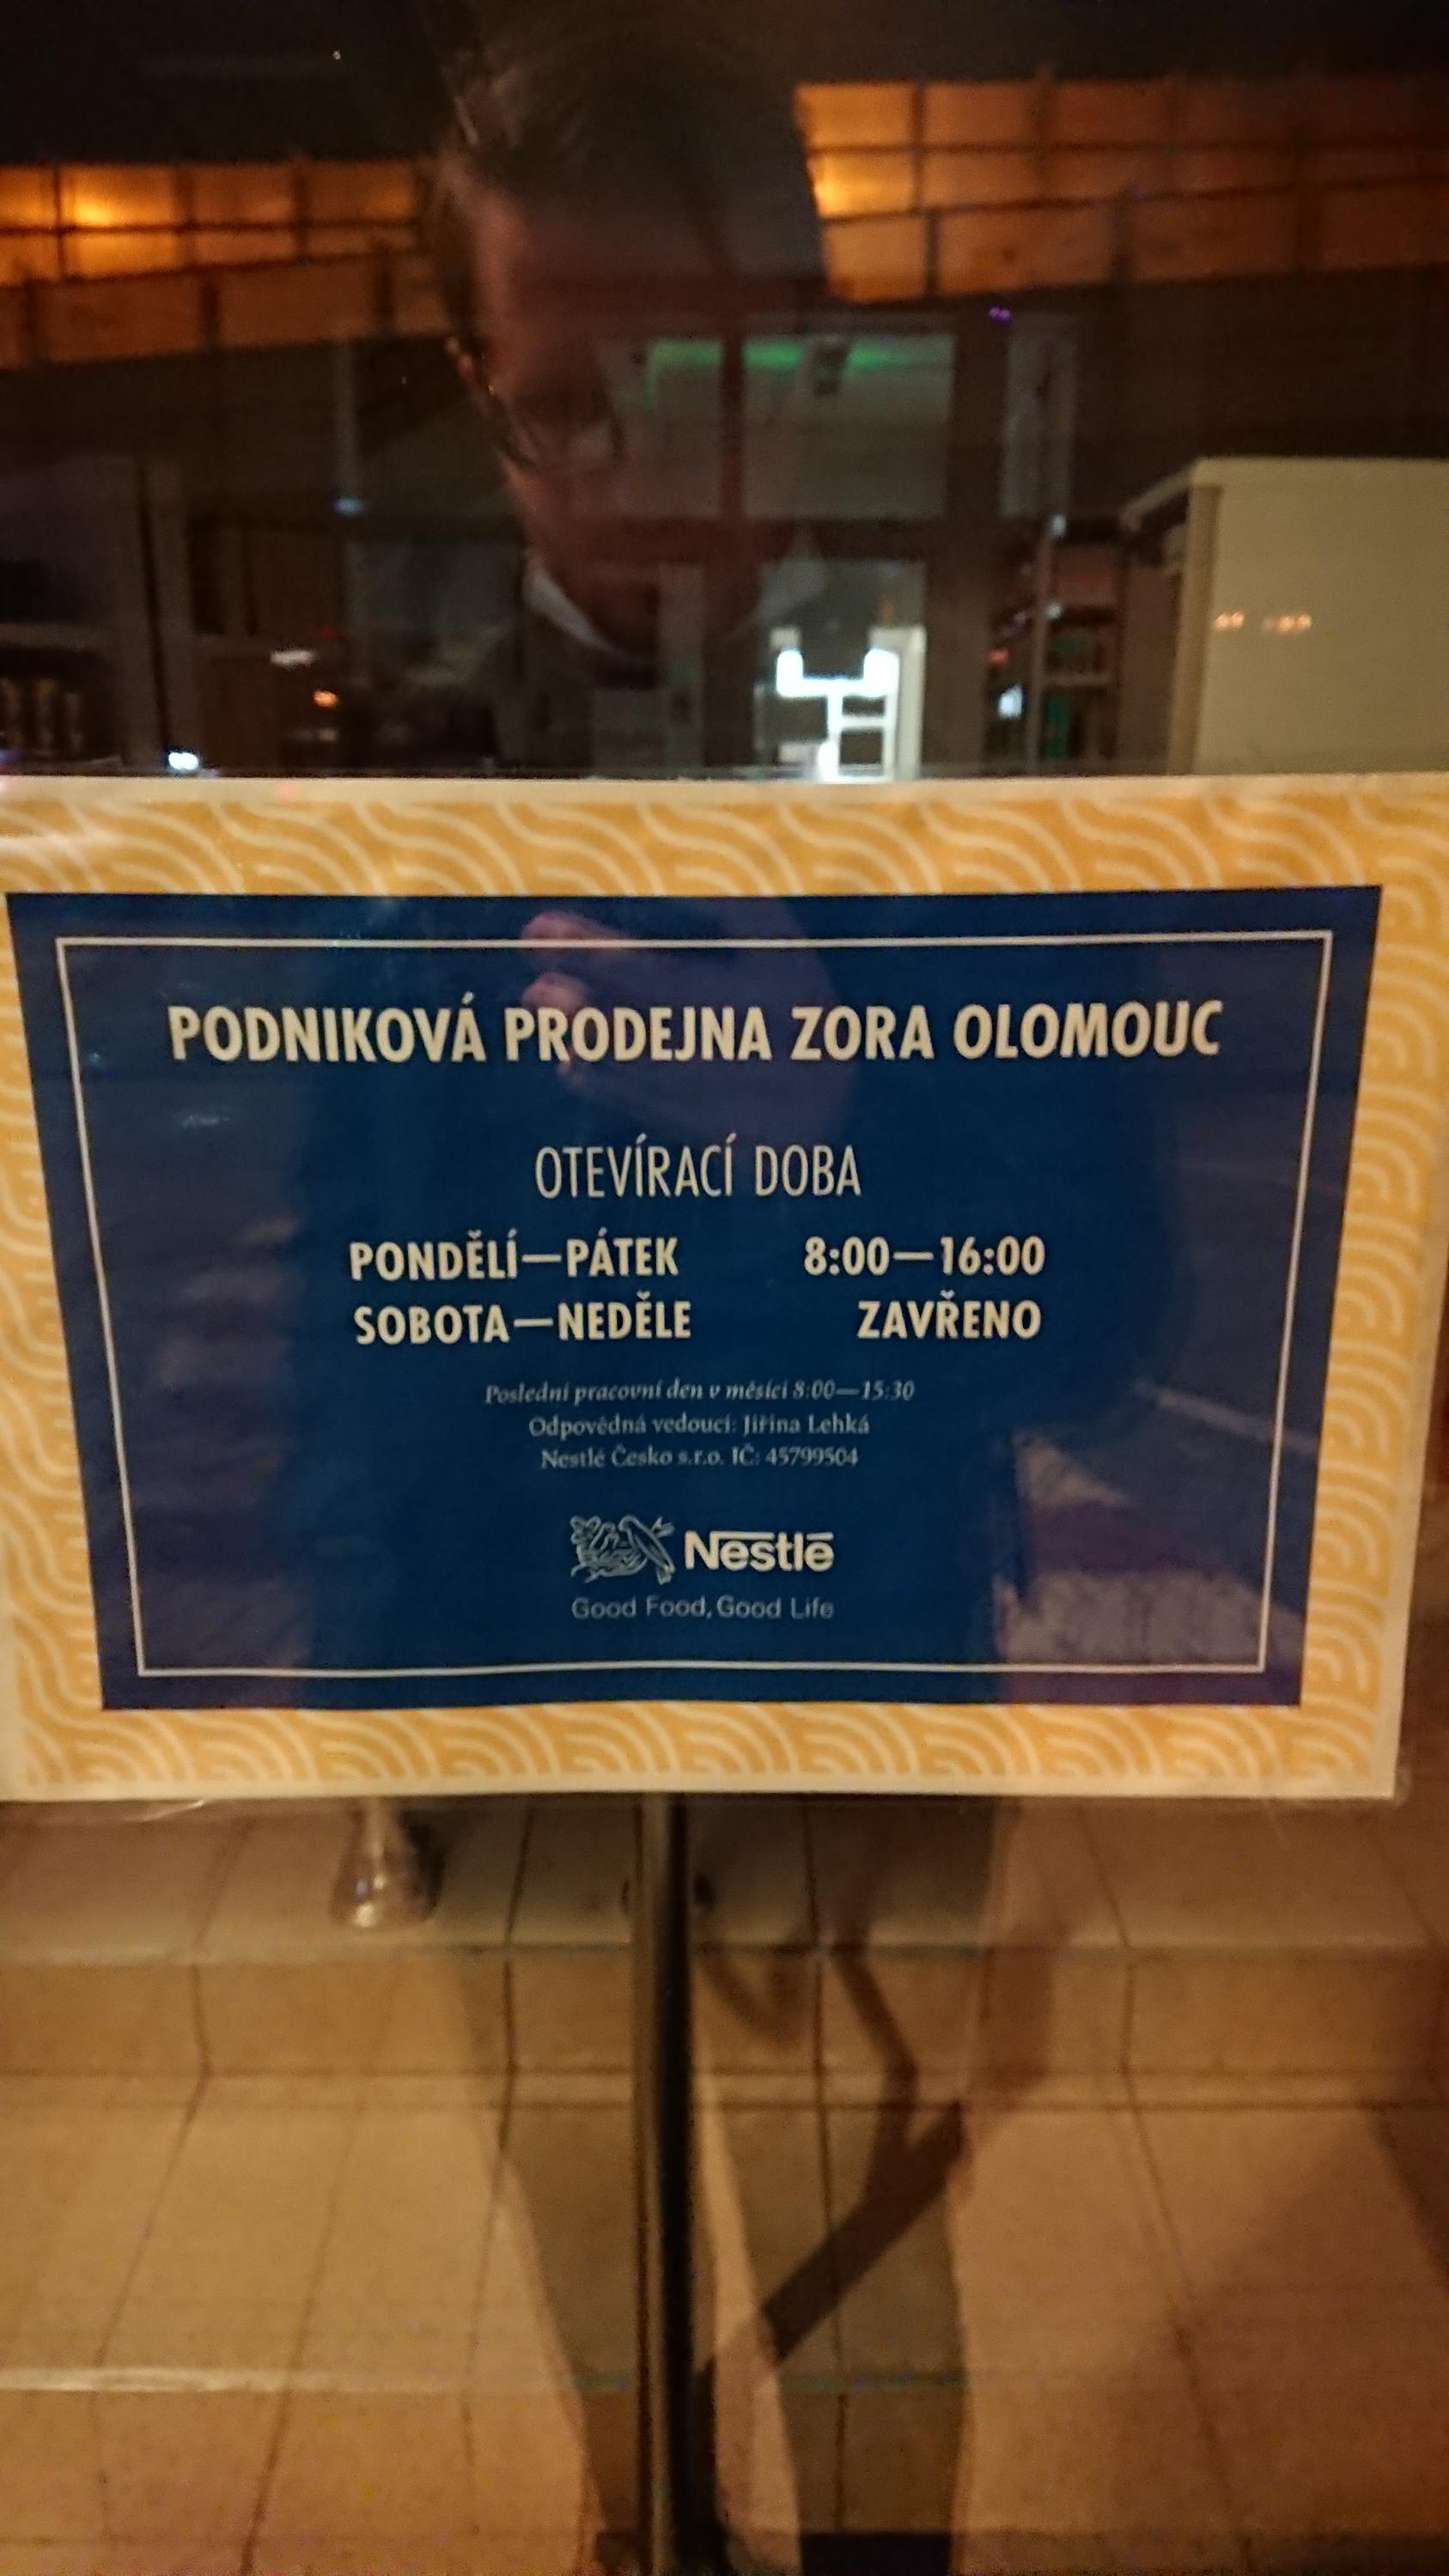 PODNIKOVÁ PRODEJNA ZORA OLOMOUC
OTEVÍRACÍ DOBA
PONDĚLÍ—PÁTEK 8:00—16:00
SOBOTA—NEDĚLE ZAVŘENO
Poslední pracovní den v měsíci 8:00—15:30
Odpovědná vedoucí: Jiřina Lehká
Nestlé Česko s.r.o. IČ: 45799504
Nestlé
Good Food, Good Life